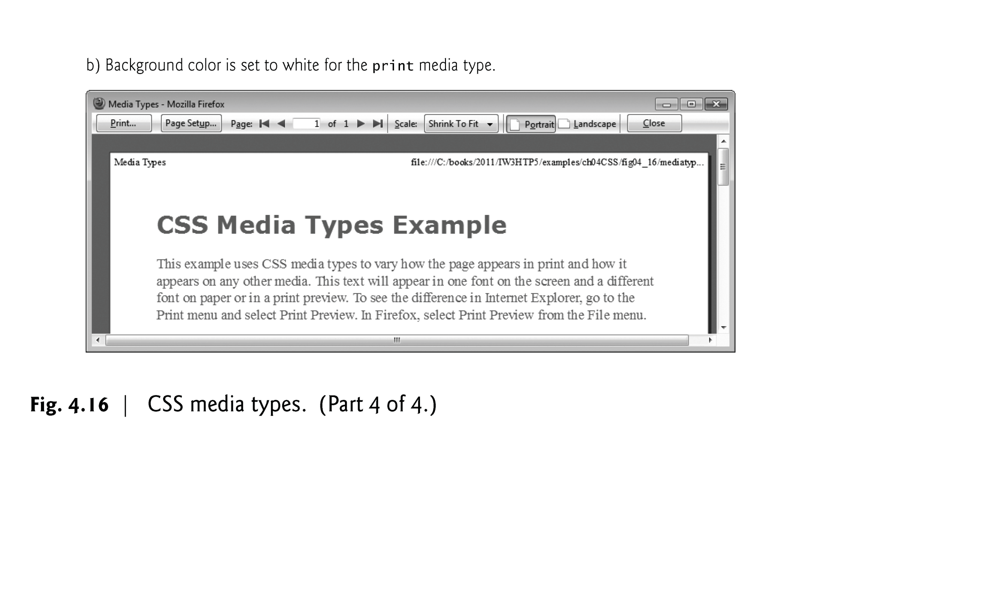 b) Background color is set to white for the print media type.
Media Types - Mozilla Firefox
Print... Page Setup... Page: 1 of 1 Scale: Shrink To Fit Portrait Landscape Close
Media Types file:///C:/books/2011/IW3HTP5/examples/ch04CSS/fig04_16/mediatyp...
CSS Media Types Example
This example uses CSS media types to vary how the page appears in print and how it
appears on any other media. This text will appear in one font on the screen and a different
font on paper or in a print preview. To see the difference in Internet Explorer, go to the
Print menu and select Print Preview. In Firefox, select Print Preview from the File menu.
Fig. 4.16 | CSS media types. (Part 4 of 4.)